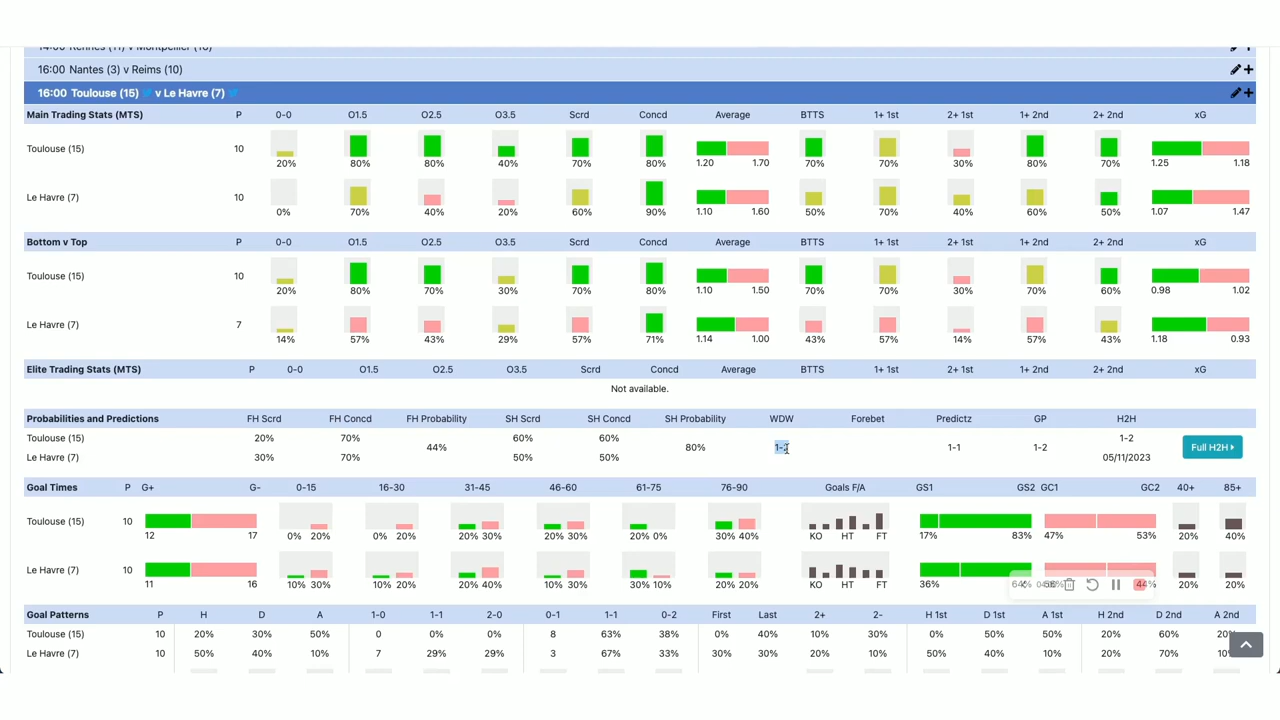 14:00 Rennes (11) v Montpellier (18)
16:00 Nantes (3) v Reims (10)
16:00 Toulouse (15) v Le Havre (7)
Main Trading Stats (MTS) P 0-0 O1.5 O2.5 O3.5 Scrd Concd Average BTTS 1+ 1st 2+ 1st 1+ 2nd 2+ 2nd xG
Toulouse (15) 10 20% 80% 80% 40% 70% 80% 1.20 1.70 70% 70% 30% 80% 70% 1.25 1.18
Le Havre (7) 10 0% 70% 40% 20% 60% 90% 1.10 1.60 50% 70% 40% 60% 50% 1.07 1.47
Bottom v Top P 0-0 O1.5 O2.5 O3.5 Scrd Concd Average BTTS 1+ 1st 2+ 1st 1+ 2nd 2+ 2nd xG
Toulouse (15) 10 20% 80% 70% 30% 70% 80% 1.10 1.50 70% 70% 30% 70% 60% 0.98 1.02
Le Havre (7) 7 14% 57% 43% 29% 57% 71% 1.14 1.00 43% 57% 14% 57% 43% 1.18 0.93
Elite Trading Stats (MTS) P 0-0 O1.5 O2.5 O3.5 Scrd Concd Average BTTS 1+ 1st 2+ 1st 1+ 2nd 2+ 2nd xG
Not available.
Probabilities and Predictions FH Scrd FH Concd FH Probability SH Scrd SH Concd SH Probability WDW Forebet Predictz GP H2H
Toulouse (15) 20% 70% 60% 60% 1-2
44% 80% 1-2 1-1 1-2 Full H2H
Le Havre (7) 30% 70% 50% 50% 05/11/2023
Goal Times P G+ G- 0-15 16-30 31-45 46-60 61-75 76-90 Goals F/A GS1 GS2 GC1 GC2 40+ 85+
Toulouse (15) 10 12 17 0% 20% 0% 20% 20% 30% 20% 30% 20% 0% 30% 40% KO HT FT 17% 83% 47% 53% 20% 40%
Le Havre (7) 10 11 16 10% 30% 10% 20% 20% 40% 10% 30% 30% 10% 20% 20% KO HT FT 36% 64% 44% 20% 20%
Goal Patterns P H D A 1-0 1-1 2-0 0-1 1-1 0-2 First Last 2+ 2- H 1st D 1st A 1st H 2nd D 2nd A 2nd
Toulouse (15) 10 20% 30% 50% 0 0% 0% 8 63% 38% 0% 40% 10% 30% 0% 50% 50% 20% 60% 20%
Le Havre (7) 10 50% 40% 10% 7 29% 29% 3 67% 33% 30% 30% 20% 10% 50% 40% 10% 20% 70% 10%